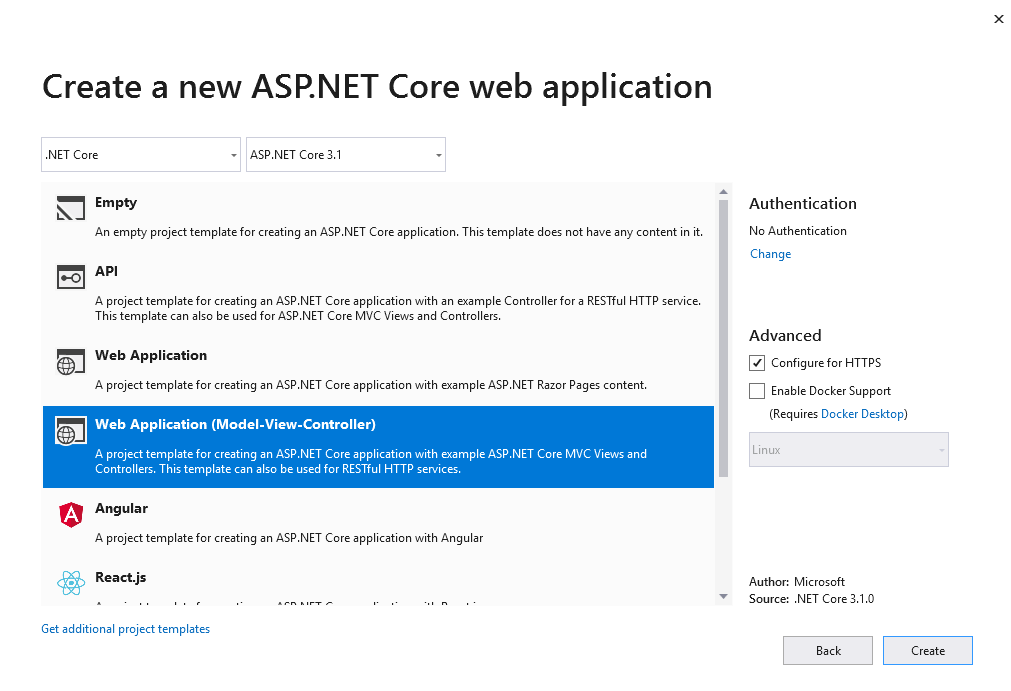 Create a new ASP.NET Core web application
.NET Core
ASP.NET Core 3.1
Empty
An empty project template for creating an ASP.NET Core application. This template does not have any content in it.
API
A project template for creating an ASP.NET Core application with an example Controller for a RESTful HTTP service.
This template can also be used for ASP.NET Core MVC Views and Controllers.
Web Application
A project template for creating an ASP.NET Core application with example ASP.NET Razor Pages content.
Web Application (Model-View-Controller)
A project template for creating an ASP.NET Core application with example ASP.NET Core MVC Views and
Controllers. This template can also be used for RESTful HTTP services.
Angular
A project template for creating an ASP.NET Core application with Angular
React.js
Get additional project templates
Authentication
No Authentication
Change
Advanced
Configure for HTTPS
Enable Docker Support
(Requires Docker Desktop)
Linux
Author: Microsoft
Source: .NET Core 3.1.0
Back
Create